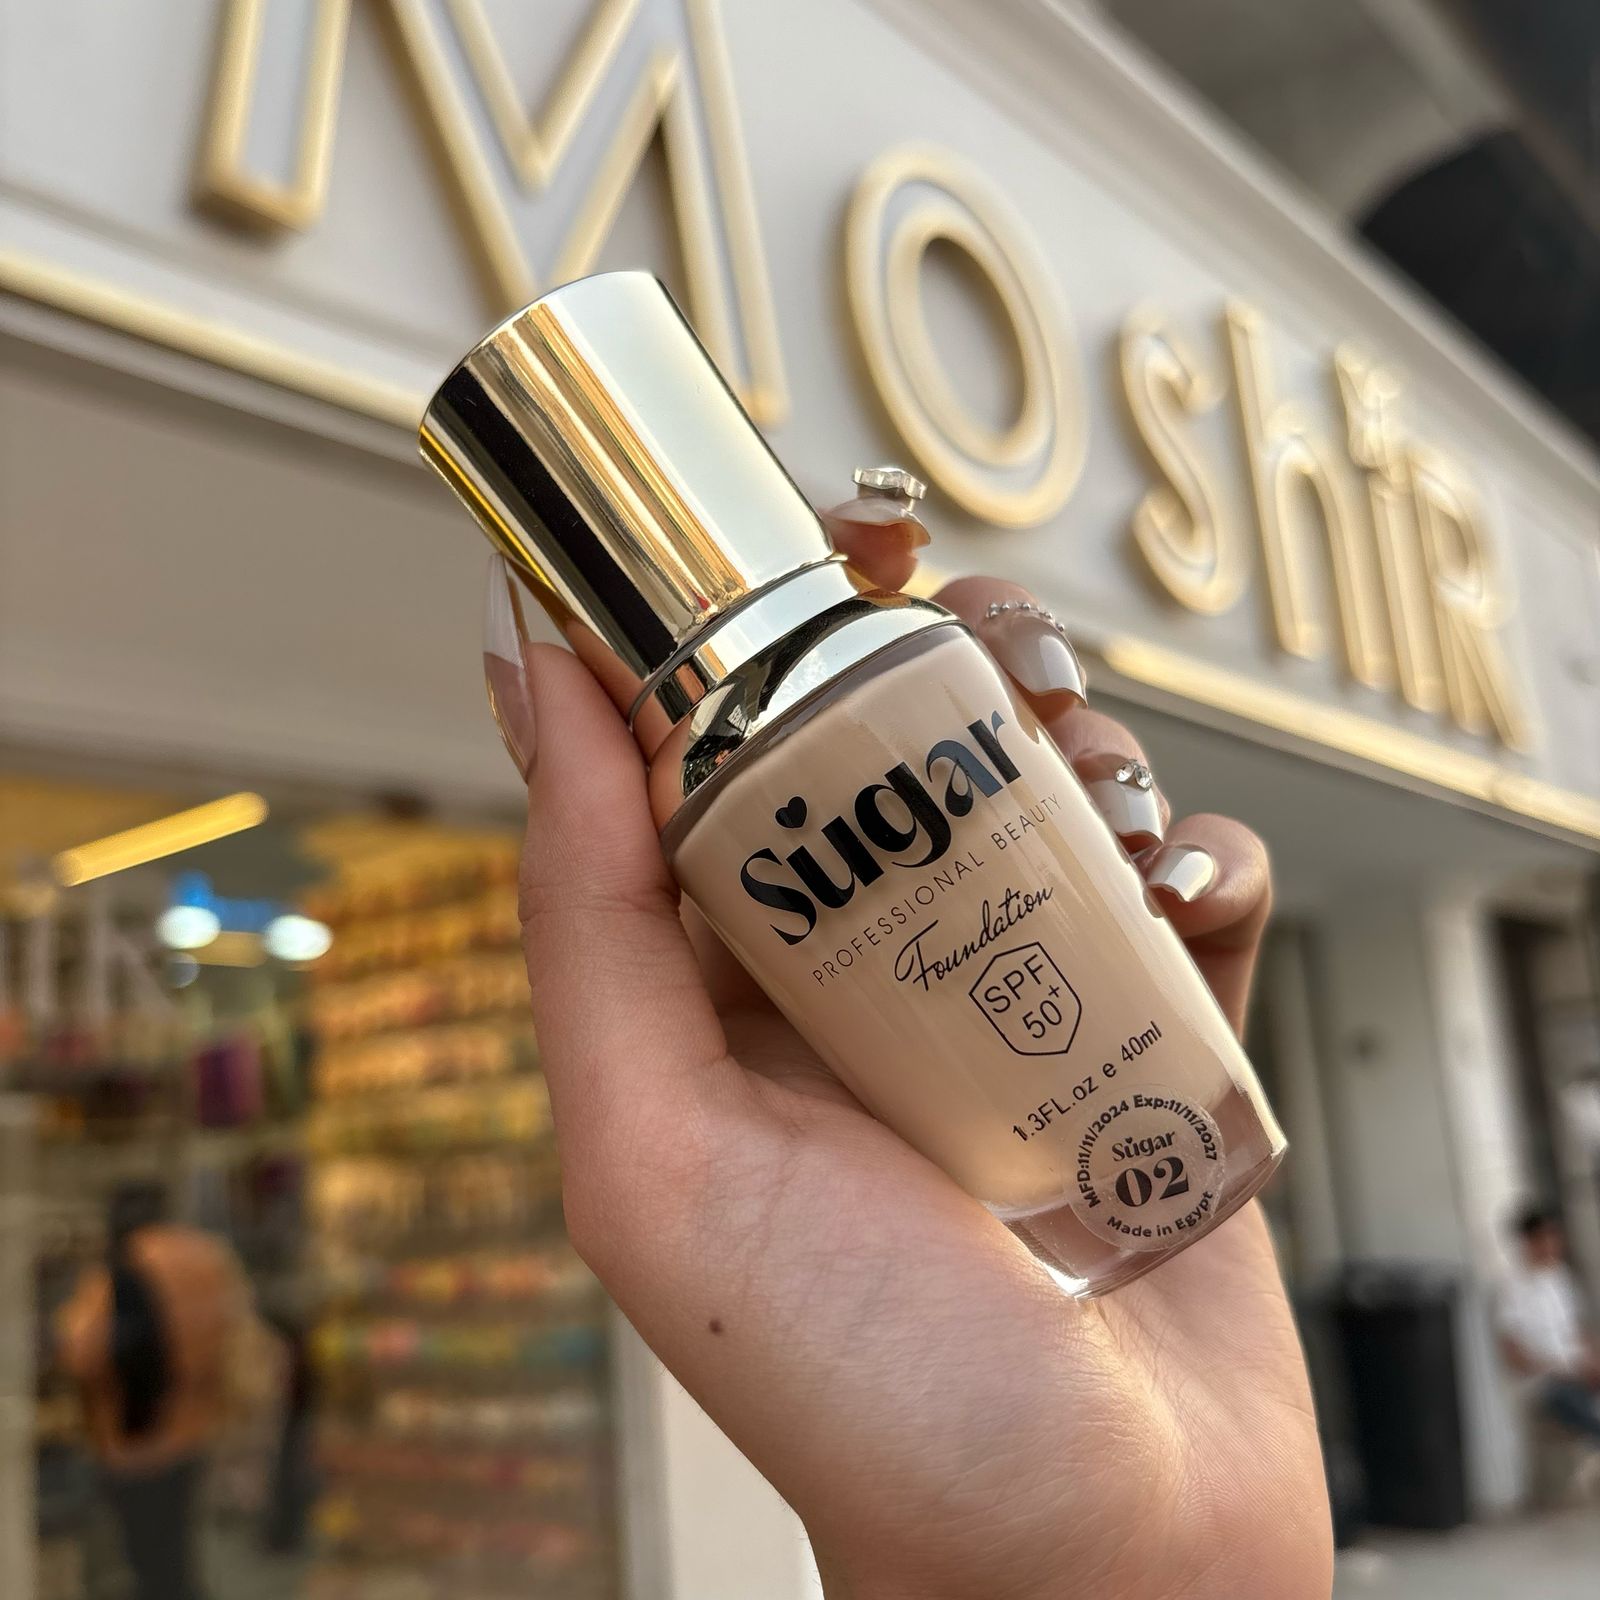 MoshiR
Sugar
PROFESSIONAL BEAUTY
Foundation
SPF
50+
1.3FL.oz e 40ml
MFD:11/11/2024 Exp:11/11/2027
Sugar
02
Made in Egypt